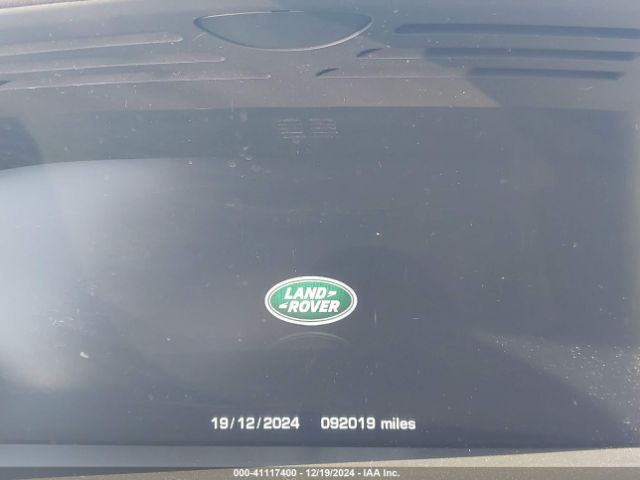 LAND
ROVER
19/12/2024 092019 miles
000-41117400 - 12/19/2024 - IAA Inc.